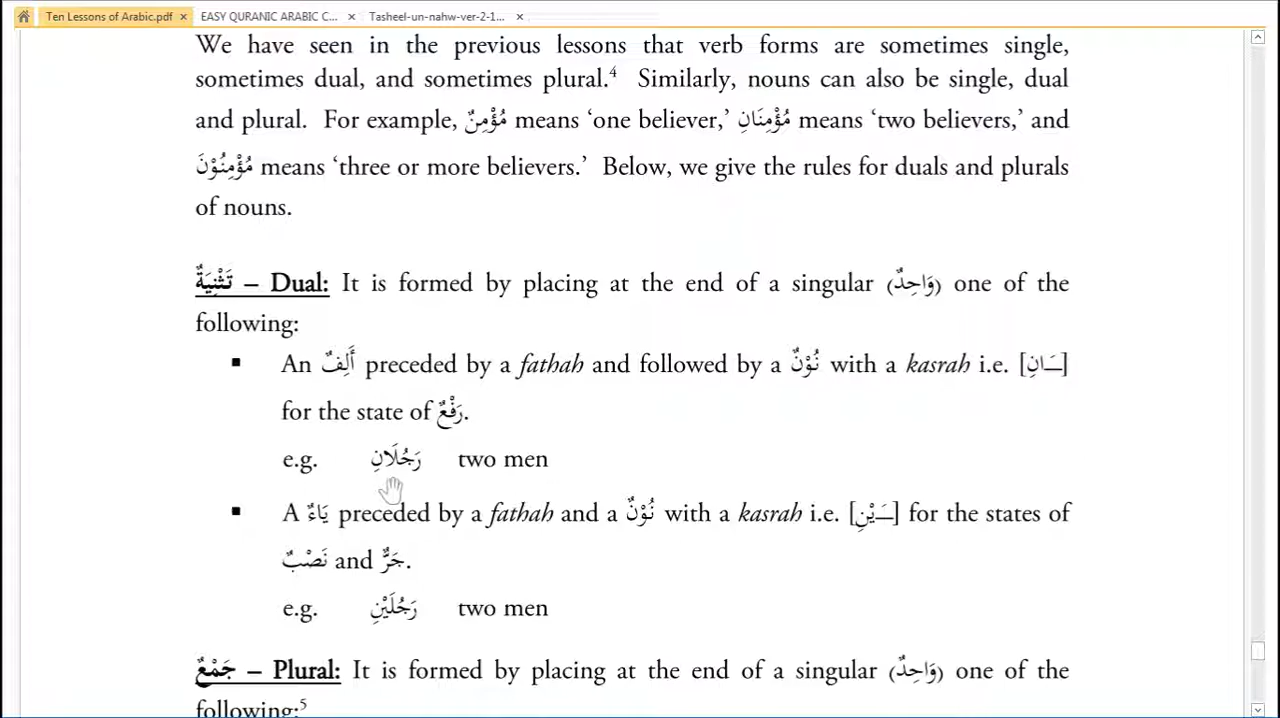 Ten Lessons of Arabic.pdf × EASY QURANIC ARABIC C... × Tasheel-un-nahw-ver-2-1... ×
We have seen in the previous lessons that verb forms are sometimes single,
sometimes dual, and sometimes plural.⁴ Similarly, nouns can also be single, dual
and plural. For example, مُؤْمِنٌ means ‘one believer,’ مُؤْمِنَانِ means ‘two believers,’ and
مُؤْمِنُوْنَ means ‘three or more believers.’ Below, we give the rules for duals and plurals
of nouns.
تَثْنِيَةٌ – Dual: It is formed by placing at the end of a singular (وَاحِدٌ) one of the
following:
▪ An أَلِفٌ preceded by a fathah and followed by a نُوْنٌ with a kasrah i.e. [ـَـانِ]
for the state of رَفْعٌ.
e.g. رَجُلَانِ two men
▪ A يَاءٌ preceded by a fathah and a نُوْنٌ with a kasrah i.e. [ـَـيْنِ] for the states of
نَصْبٌ and جَرٌّ.
e.g. رَجُلَيْنِ two men
جَمْعٌ – Plural: It is formed by placing at the end of a singular (وَاحِدٌ) one of the
following:⁵